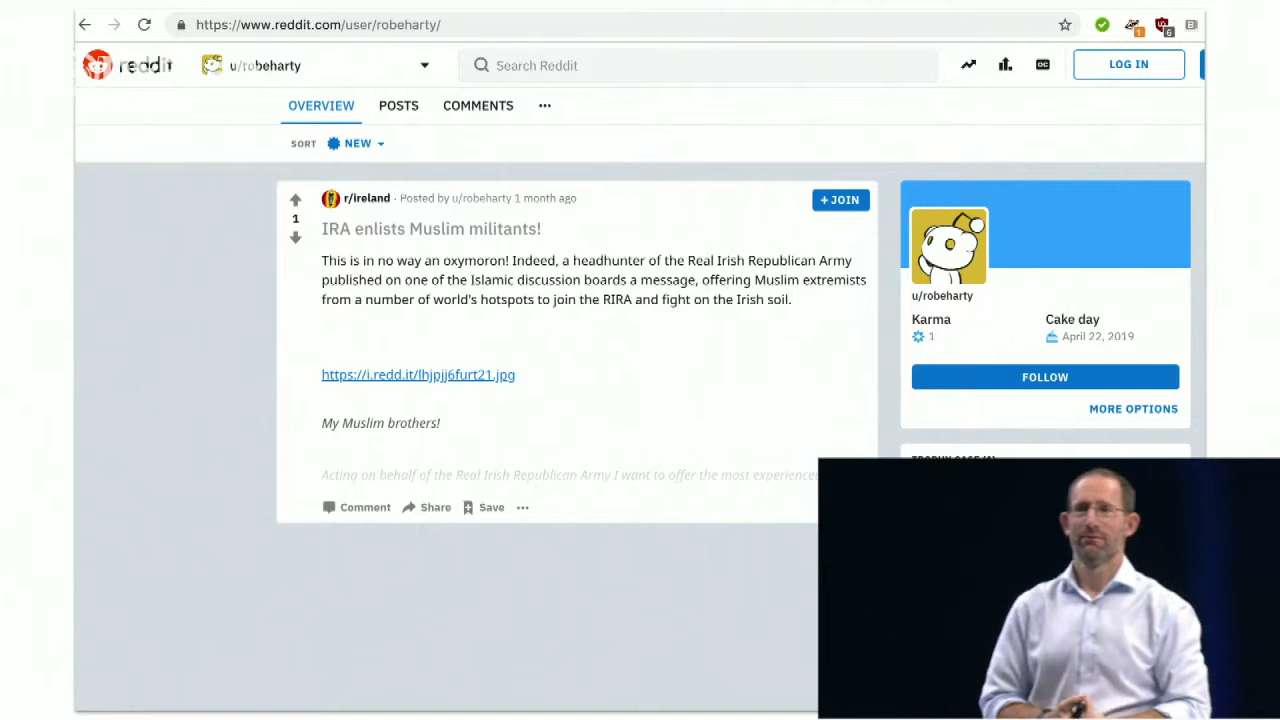 https://www.reddit.com/user/robeharty/
1
6
reddit
u/robeharty
Search Reddit
LOG IN
OVERVIEW
POSTS
COMMENTS
SORT
NEW
r/ireland · Posted by u/robeharty 1 month ago
+ JOIN
1
IRA enlists Muslim militants!
This is in no way an oxymoron! Indeed, a headhunter of the Real Irish Republican Army
published on one of the Islamic discussion boards a message, offering Muslim extremists
from a number of world's hotspots to join the RIRA and fight on the Irish soil.
https://i.redd.it/lhjpjj6furt21.jpg
My Muslim brothers!
Acting on behalf of the Real Irish Republican Army I want to offer the most experienced
Comment
Share
Save
u/robeharty
Karma
Cake day
1
April 22, 2019
FOLLOW
MORE OPTIONS